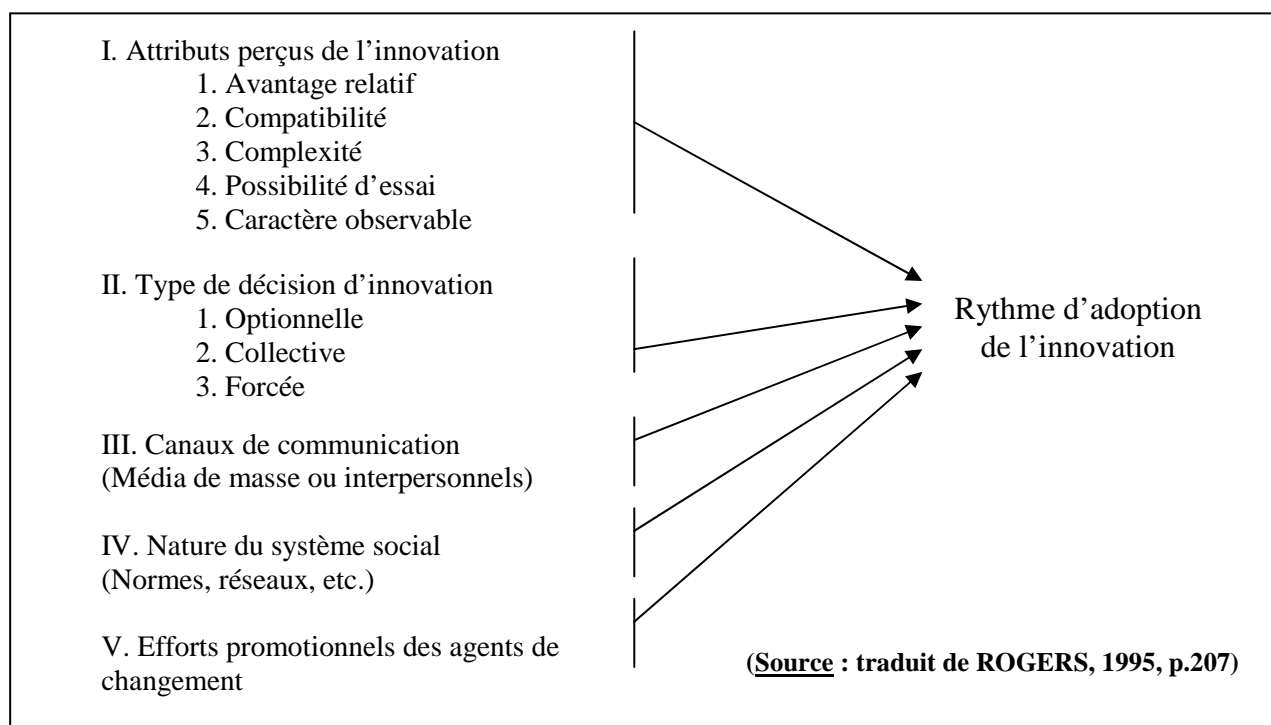 I. Attributs perçus de l’innovation
1. Avantage relatif
2. Compatibilité
3. Complexité
4. Possibilité d’essai
5. Caractère observable
II. Type de décision d’innovation
1. Optionnelle
2. Collective
3. Forcée
III. Canaux de communication
(Média de masse ou interpersonnels)
IV. Nature du système social
(Normes, réseaux, etc.)
V. Efforts promotionnels des agents de
changement
Rythme d’adoption
de l’innovation
(Source : traduit de ROGERS, 1995, p.207)